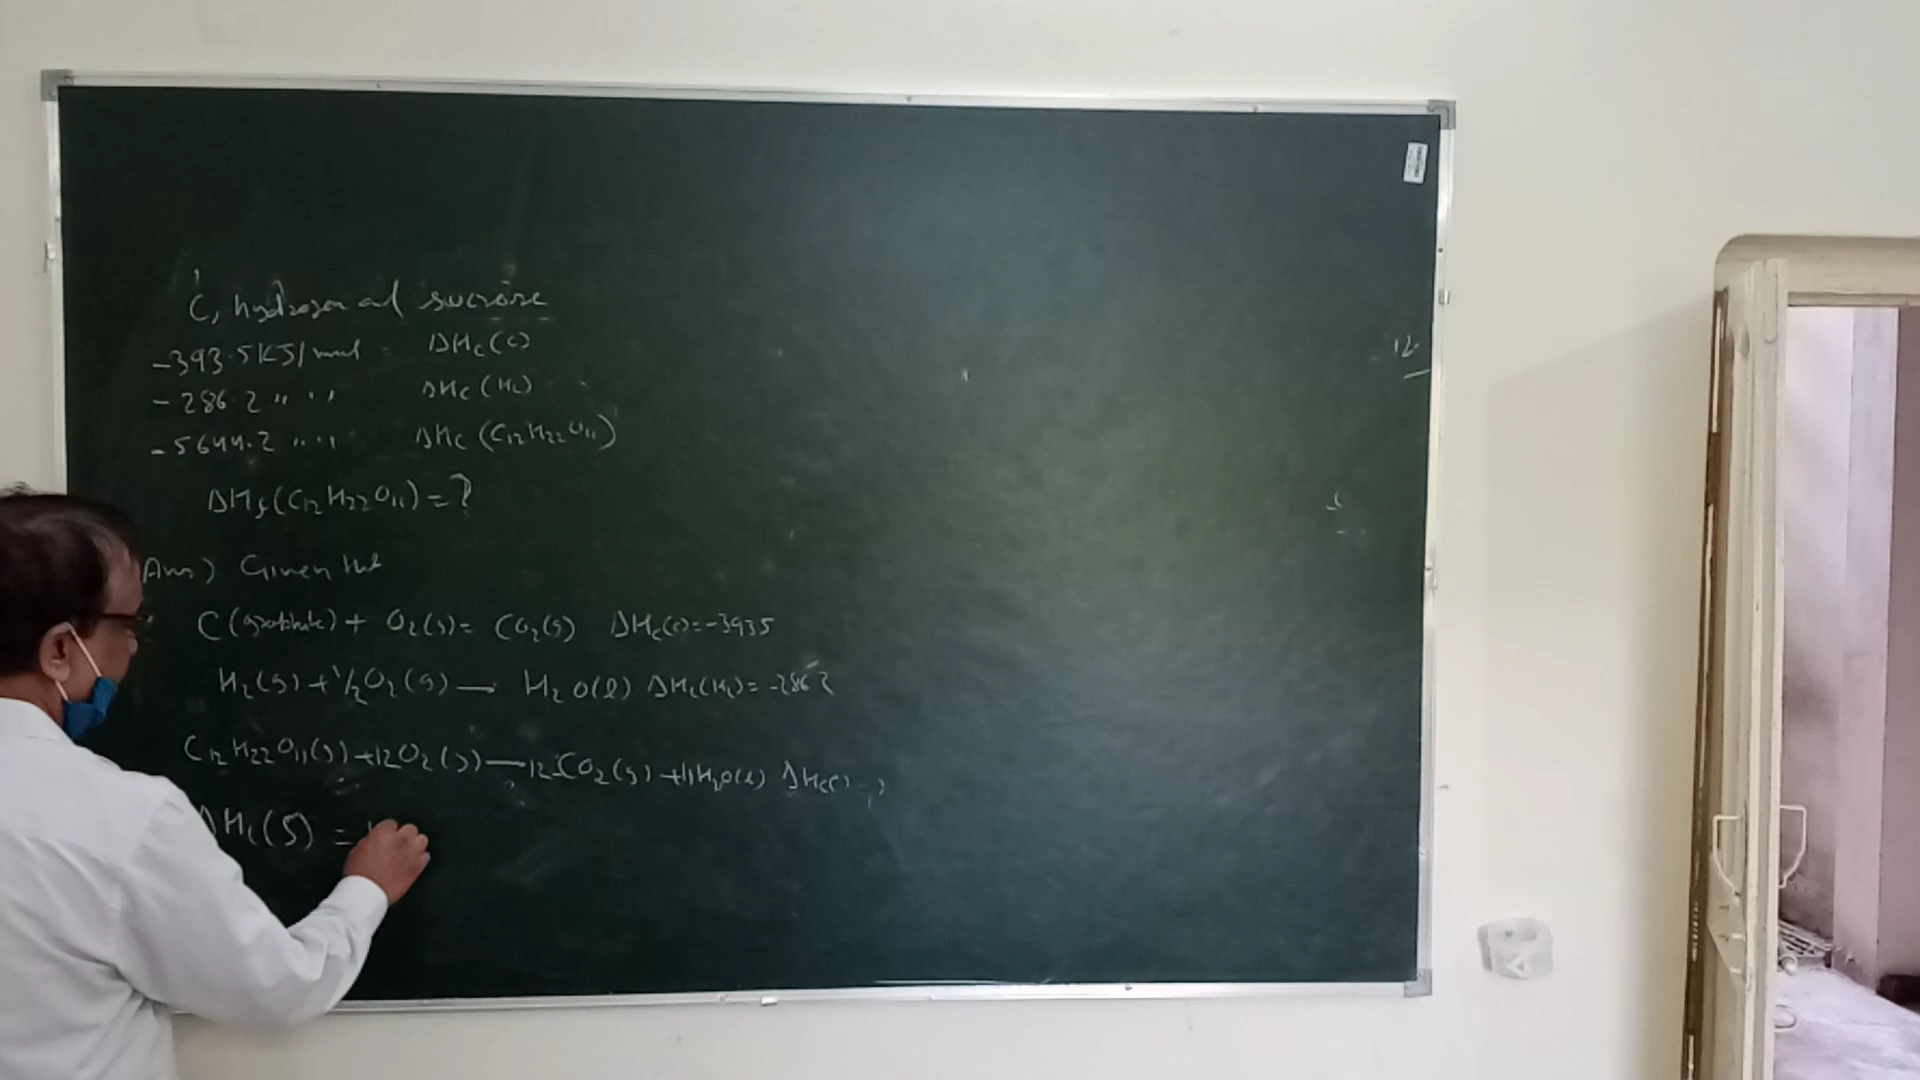 C, hydrogen and sucrose
-393.5 KJ/mol = ΔHc(C)
-286.2 " " " ΔHc(H2)
-5644.2 " " " ΔHc(C12H22O11)
ΔHf(C12H22O11) = ?
Ans) Given that
C(graphite) + O2(g) = CO2(g) ΔHc(C) = -393.5
H2(g) + 1/2 O2(g) — H2O(l) ΔHc(H2) = -286.2
C12H22O11(s) + 12O2(g) — 12CO2(g) + 11H2O(l) ΔHc()
ΔHc(S) =
12